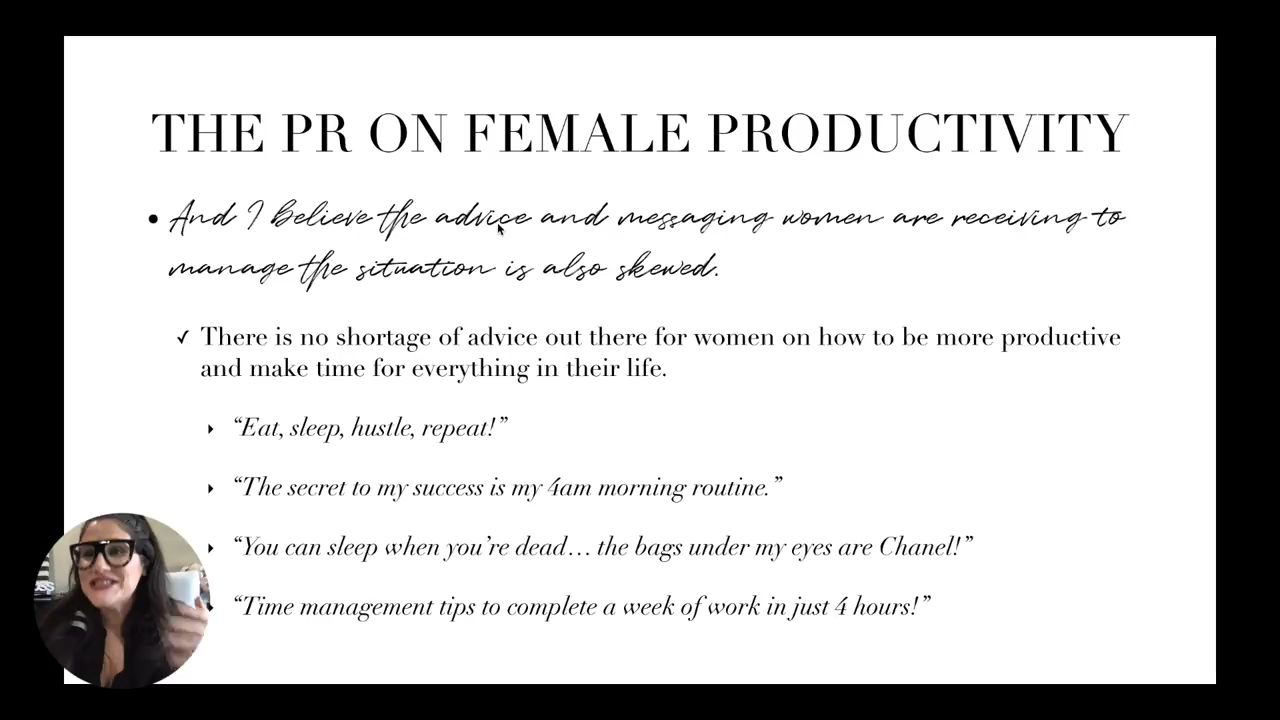 THE PR ON FEMALE PRODUCTIVITY
• And I believe the advice and messaging women are receiving to
manage the situation is also skewed.
✓ There is no shortage of advice out there for women on how to be more productive
and make time for everything in their life.
‣ “Eat, sleep, hustle, repeat!”
‣ “The secret to my success is my 4am morning routine.”
‣ “You can sleep when you’re dead… the bags under my eyes are Chanel!”
‣ “Time management tips to complete a week of work in just 4 hours!”